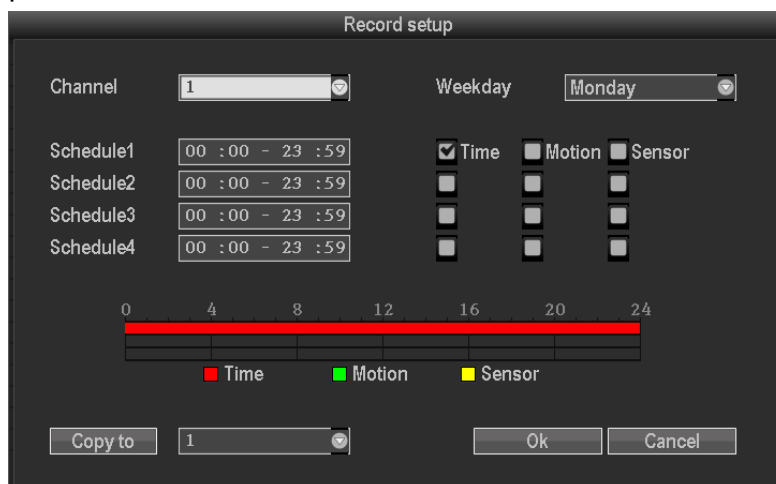 Record setup
Channel 1 Weekday Monday
Schedule1 00 :00 - 23 :59 Time Motion Sensor
Schedule2 00 :00 - 23 :59
Schedule3 00 :00 - 23 :59
Schedule4 00 :00 - 23 :59
0 4 8 12 16 20 24
Time Motion Sensor
Copy to 1 Ok Cancel